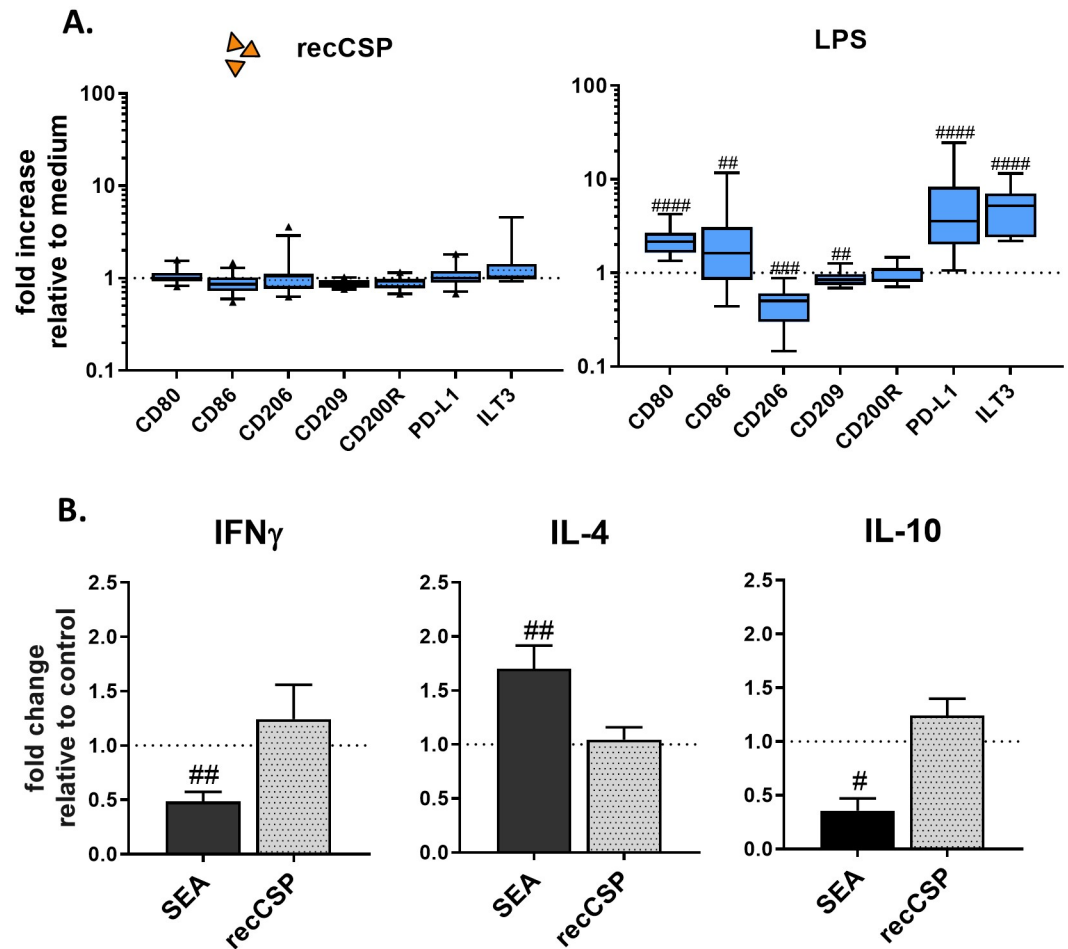 A.
recCSP
LPS
fold increase
relative to medium
100
10
1
0.1
CD80
CD86
CD206
CD209
CD200R
PD-L1
ILT3
100
10
1
0.1
####
##
###
##
####
####
CD80
CD86
CD206
CD209
CD200R
PD-L1
ILT3
B.
IFNγ
IL-4
IL-10
fold change
relative to control
2.5
2.0
1.5
1.0
0.5
0.0
##
SEA
recCSP
2.5
2.0
1.5
1.0
0.5
0.0
##
SEA
recCSP
2.5
2.0
1.5
1.0
0.5
0.0
#
SEA
recCSP